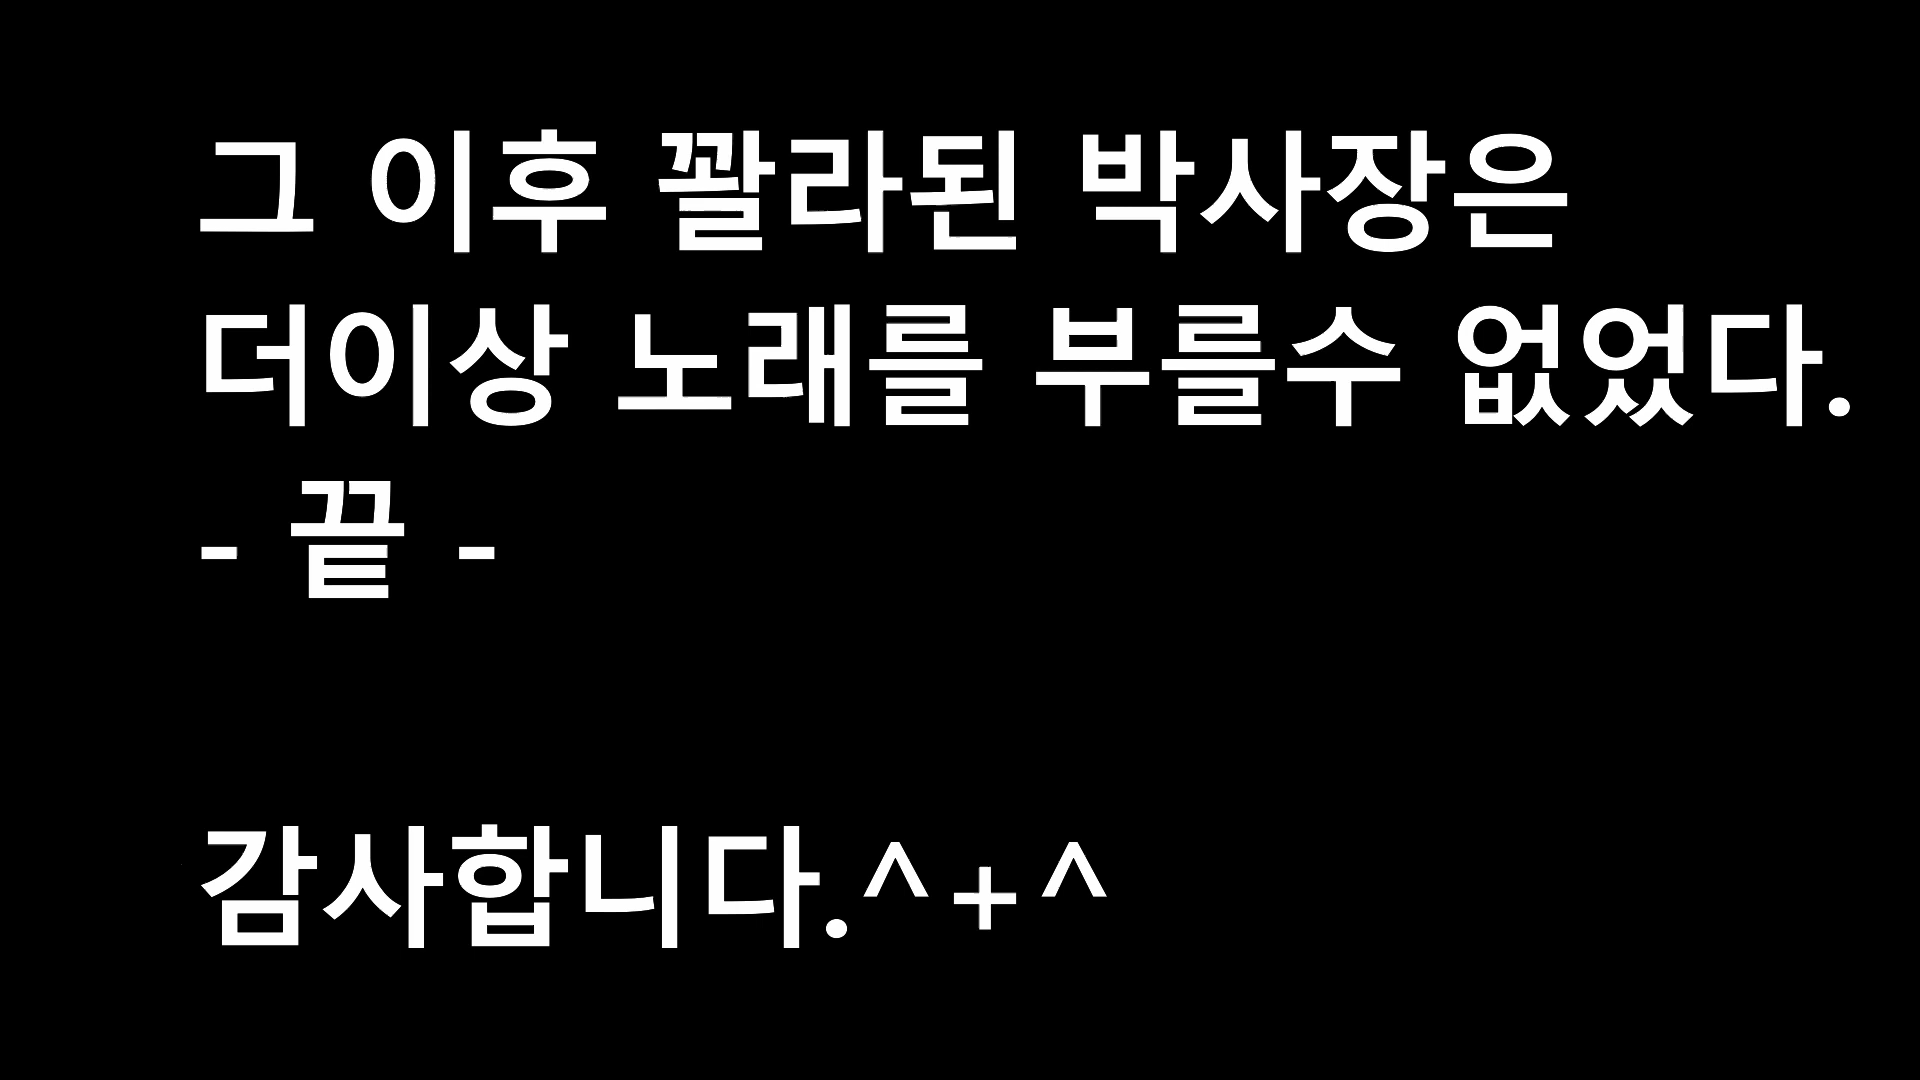 그 이후 꽐라된 박사장은
더이상 노래를 부를수 없었다.
- 끝 -
감사합니다.^+^